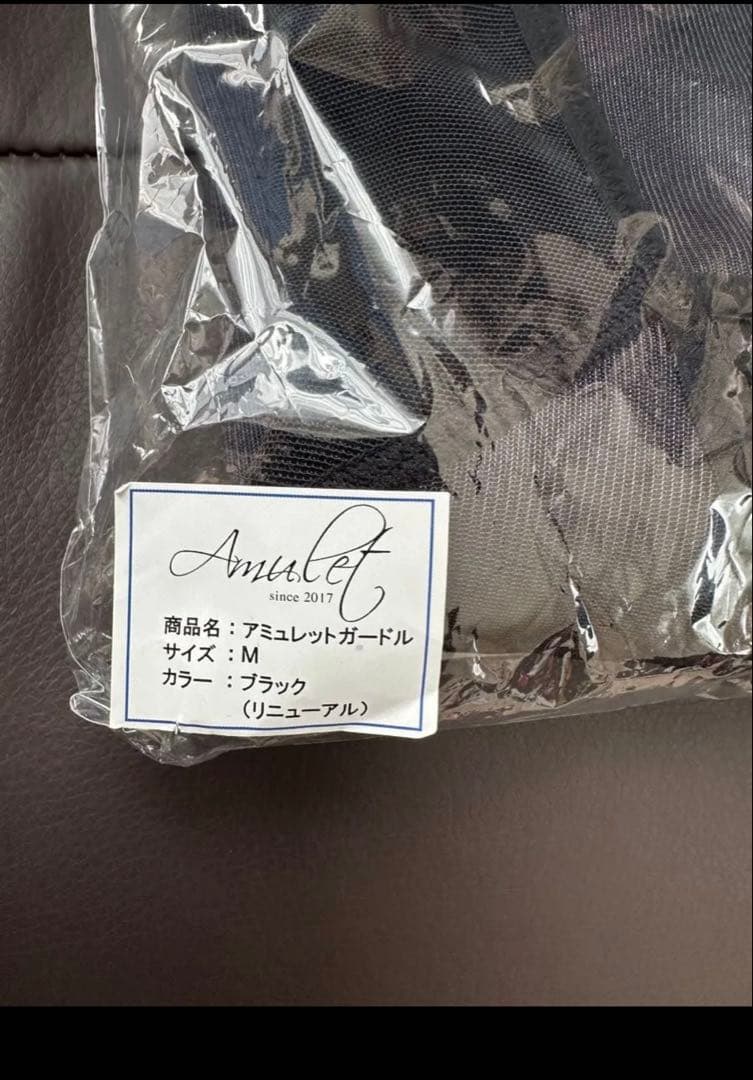 Amulet
since 2017
商品名：アミュレットガードル
サイズ：M
カラー：ブラック
（リニューアル）